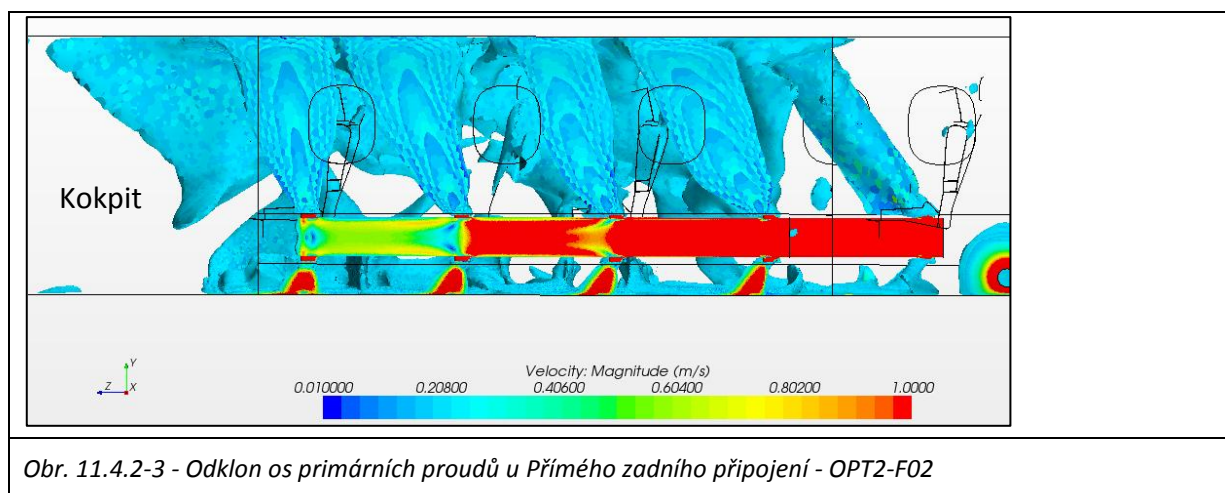 Kokpit
Y
Z
X
Velocity: Magnitude (m/s)
0.010000 0.20800 0.40600 0.60400 0.80200 1.0000
Obr. 11.4.2-3 - Odklon os primárních proudů u Přímého zadního připojení - OPT2-F02